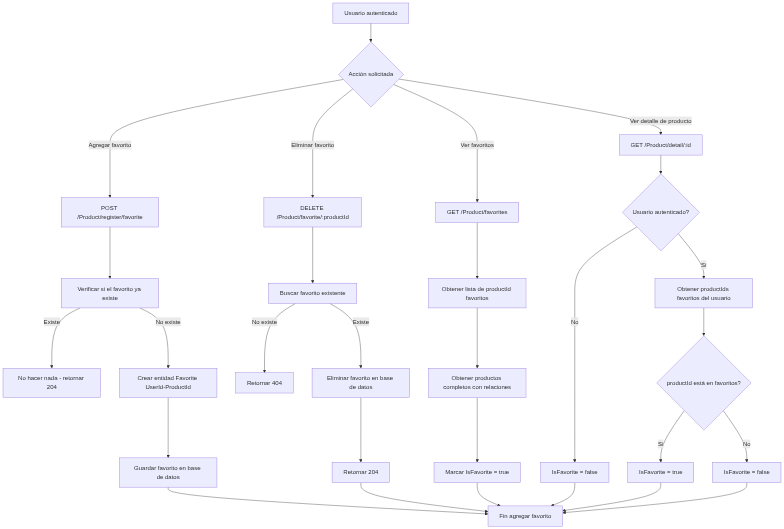 Usuario autenticado
Acción solicitada
Agregar favorito
Eliminar favorito
Ver favoritos
Ver detalle de producto
POST
/Product/register/favorite
DELETE
/Product/favorite/:productId
GET /Product/favorites
GET /Product/detail/:id
Usuario autenticado?
Verificar si el favorito ya
existe
Buscar favorito existente
Obtener lista de productId
favoritos
Sí
Obtener productIds
favoritos del usuario
Existe
No existe
No existe
Existe
No
No hacer nada - retornar
204
Crear entidad Favorite
UserId-ProductId
Retornar 404
Eliminar favorito en base
de datos
Obtener productos
completos con relaciones
productId está en favoritos?
Sí
No
Guardar favorito en base
de datos
Retornar 204
Marcar IsFavorite = true
IsFavorite = false
IsFavorite = true
IsFavorite = false
Fin agregar favorito